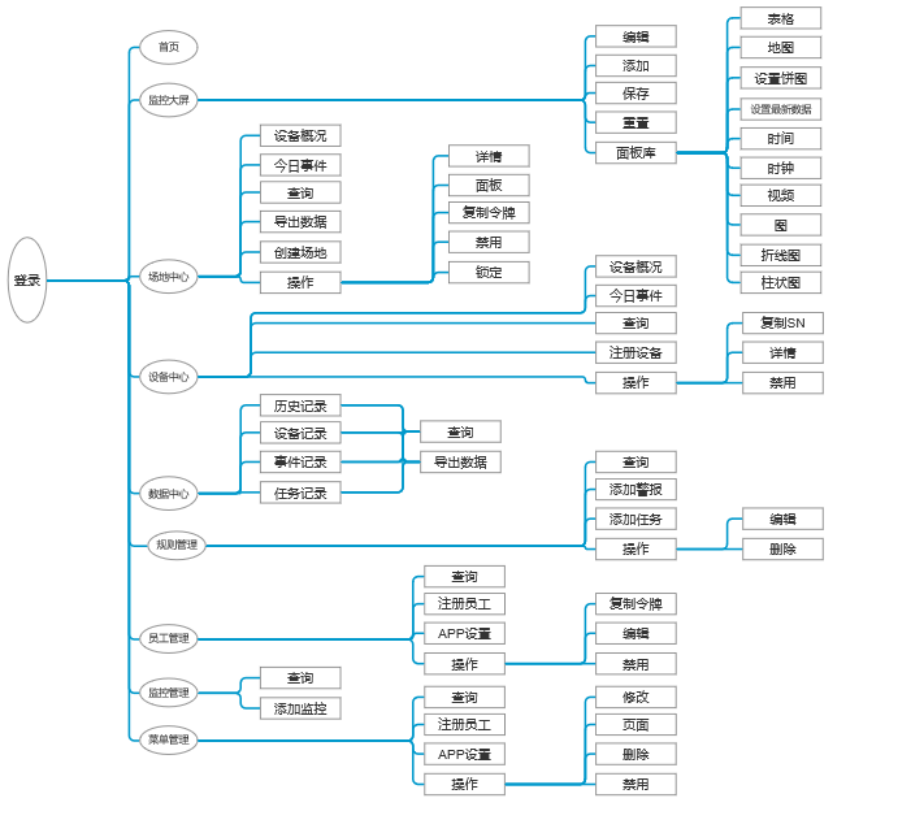 登录
首页
监控大屏
编辑
添加
保存
重置
面板库
表格
地图
设置饼图
设置最新数据
时间
时钟
视频
图
折线图
柱状图
场地中心
设备概况
今日事件
查询
导出数据
创建场地
操作
详情
面板
复制令牌
禁用
锁定
设备中心
设备概况
今日事件
查询
注册设备
操作
复制SN
详情
禁用
数据中心
历史记录
设备记录
事件记录
任务记录
查询
导出数据
规则管理
查询
添加警报
添加任务
操作
编辑
删除
员工管理
查询
注册员工
APP设置
操作
复制令牌
编辑
禁用
监控管理
查询
添加监控
菜单管理
查询
注册员工
APP设置
操作
修改
页面
删除
禁用